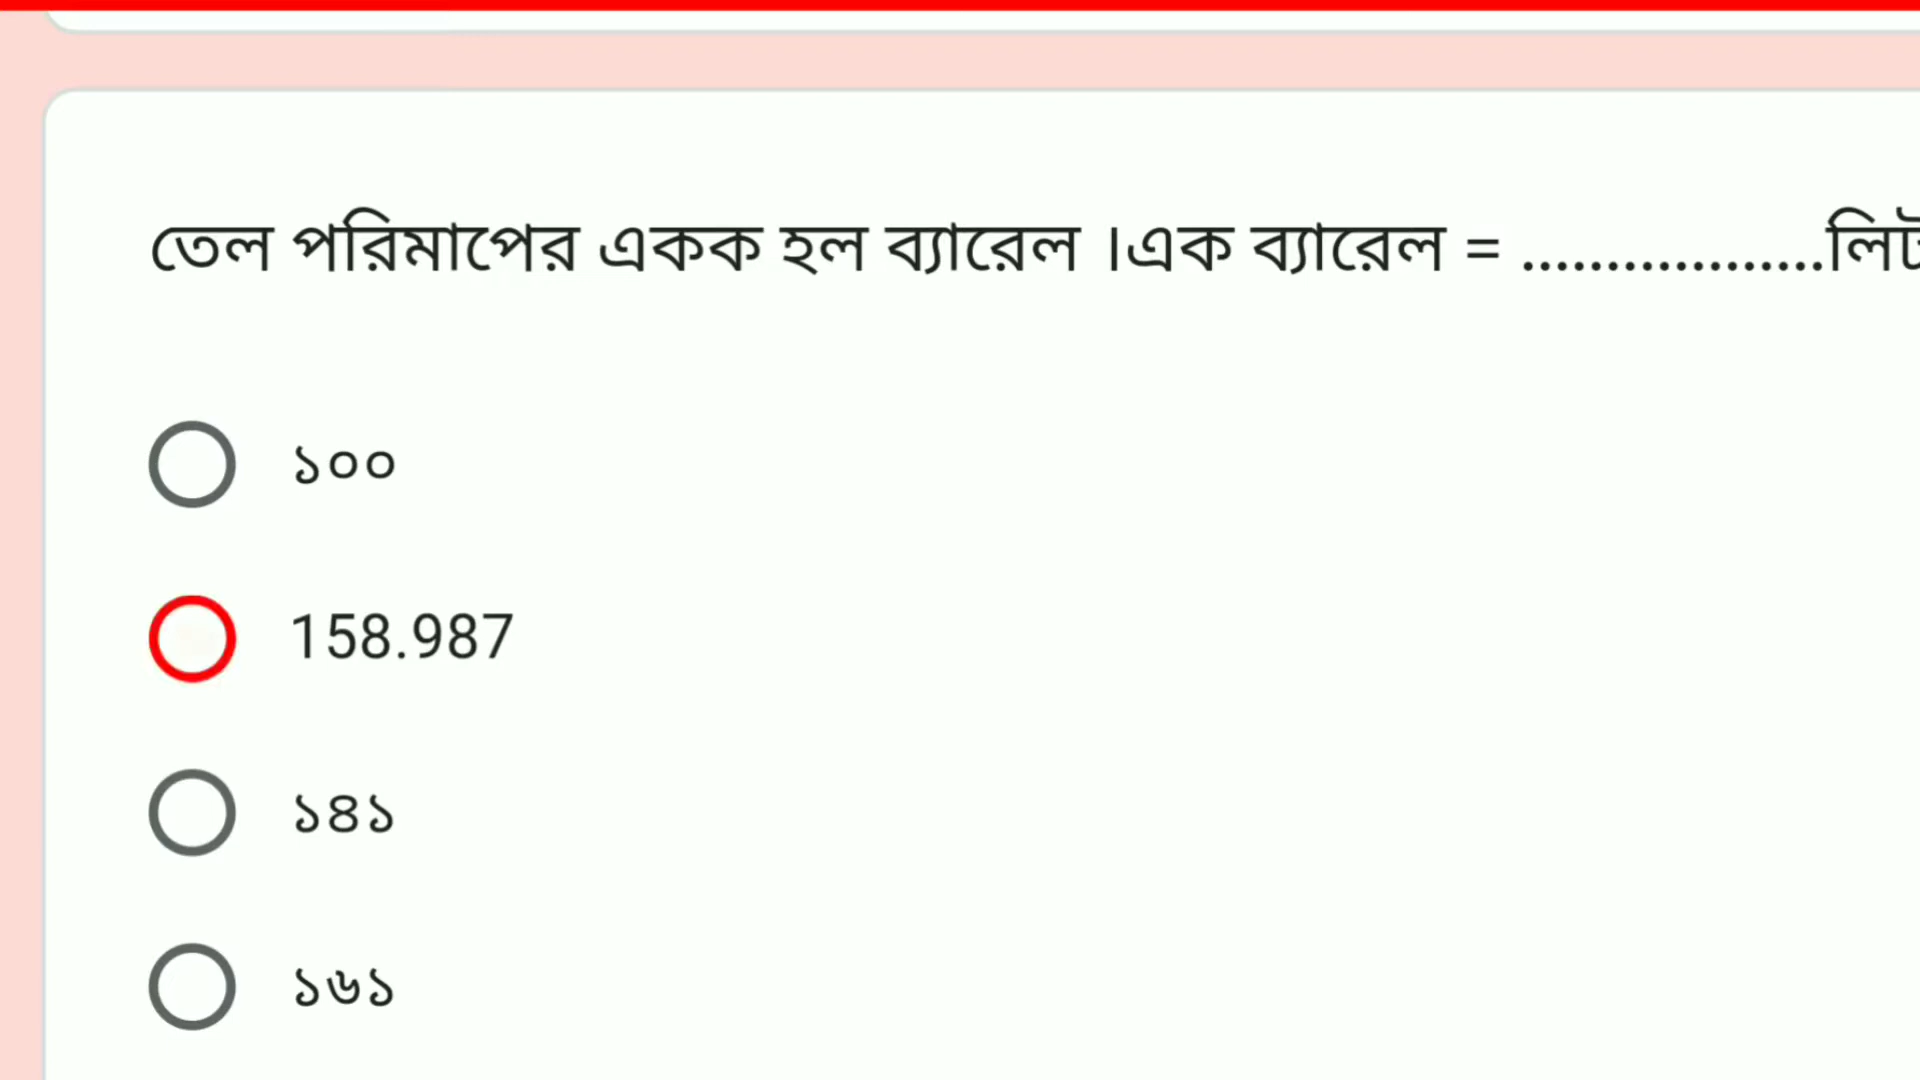 তেল পরিমাপের একক হল ব্যারেল ।এক ব্যারেল = ..................লিট
১০০
158.987
১৪১
১৬১